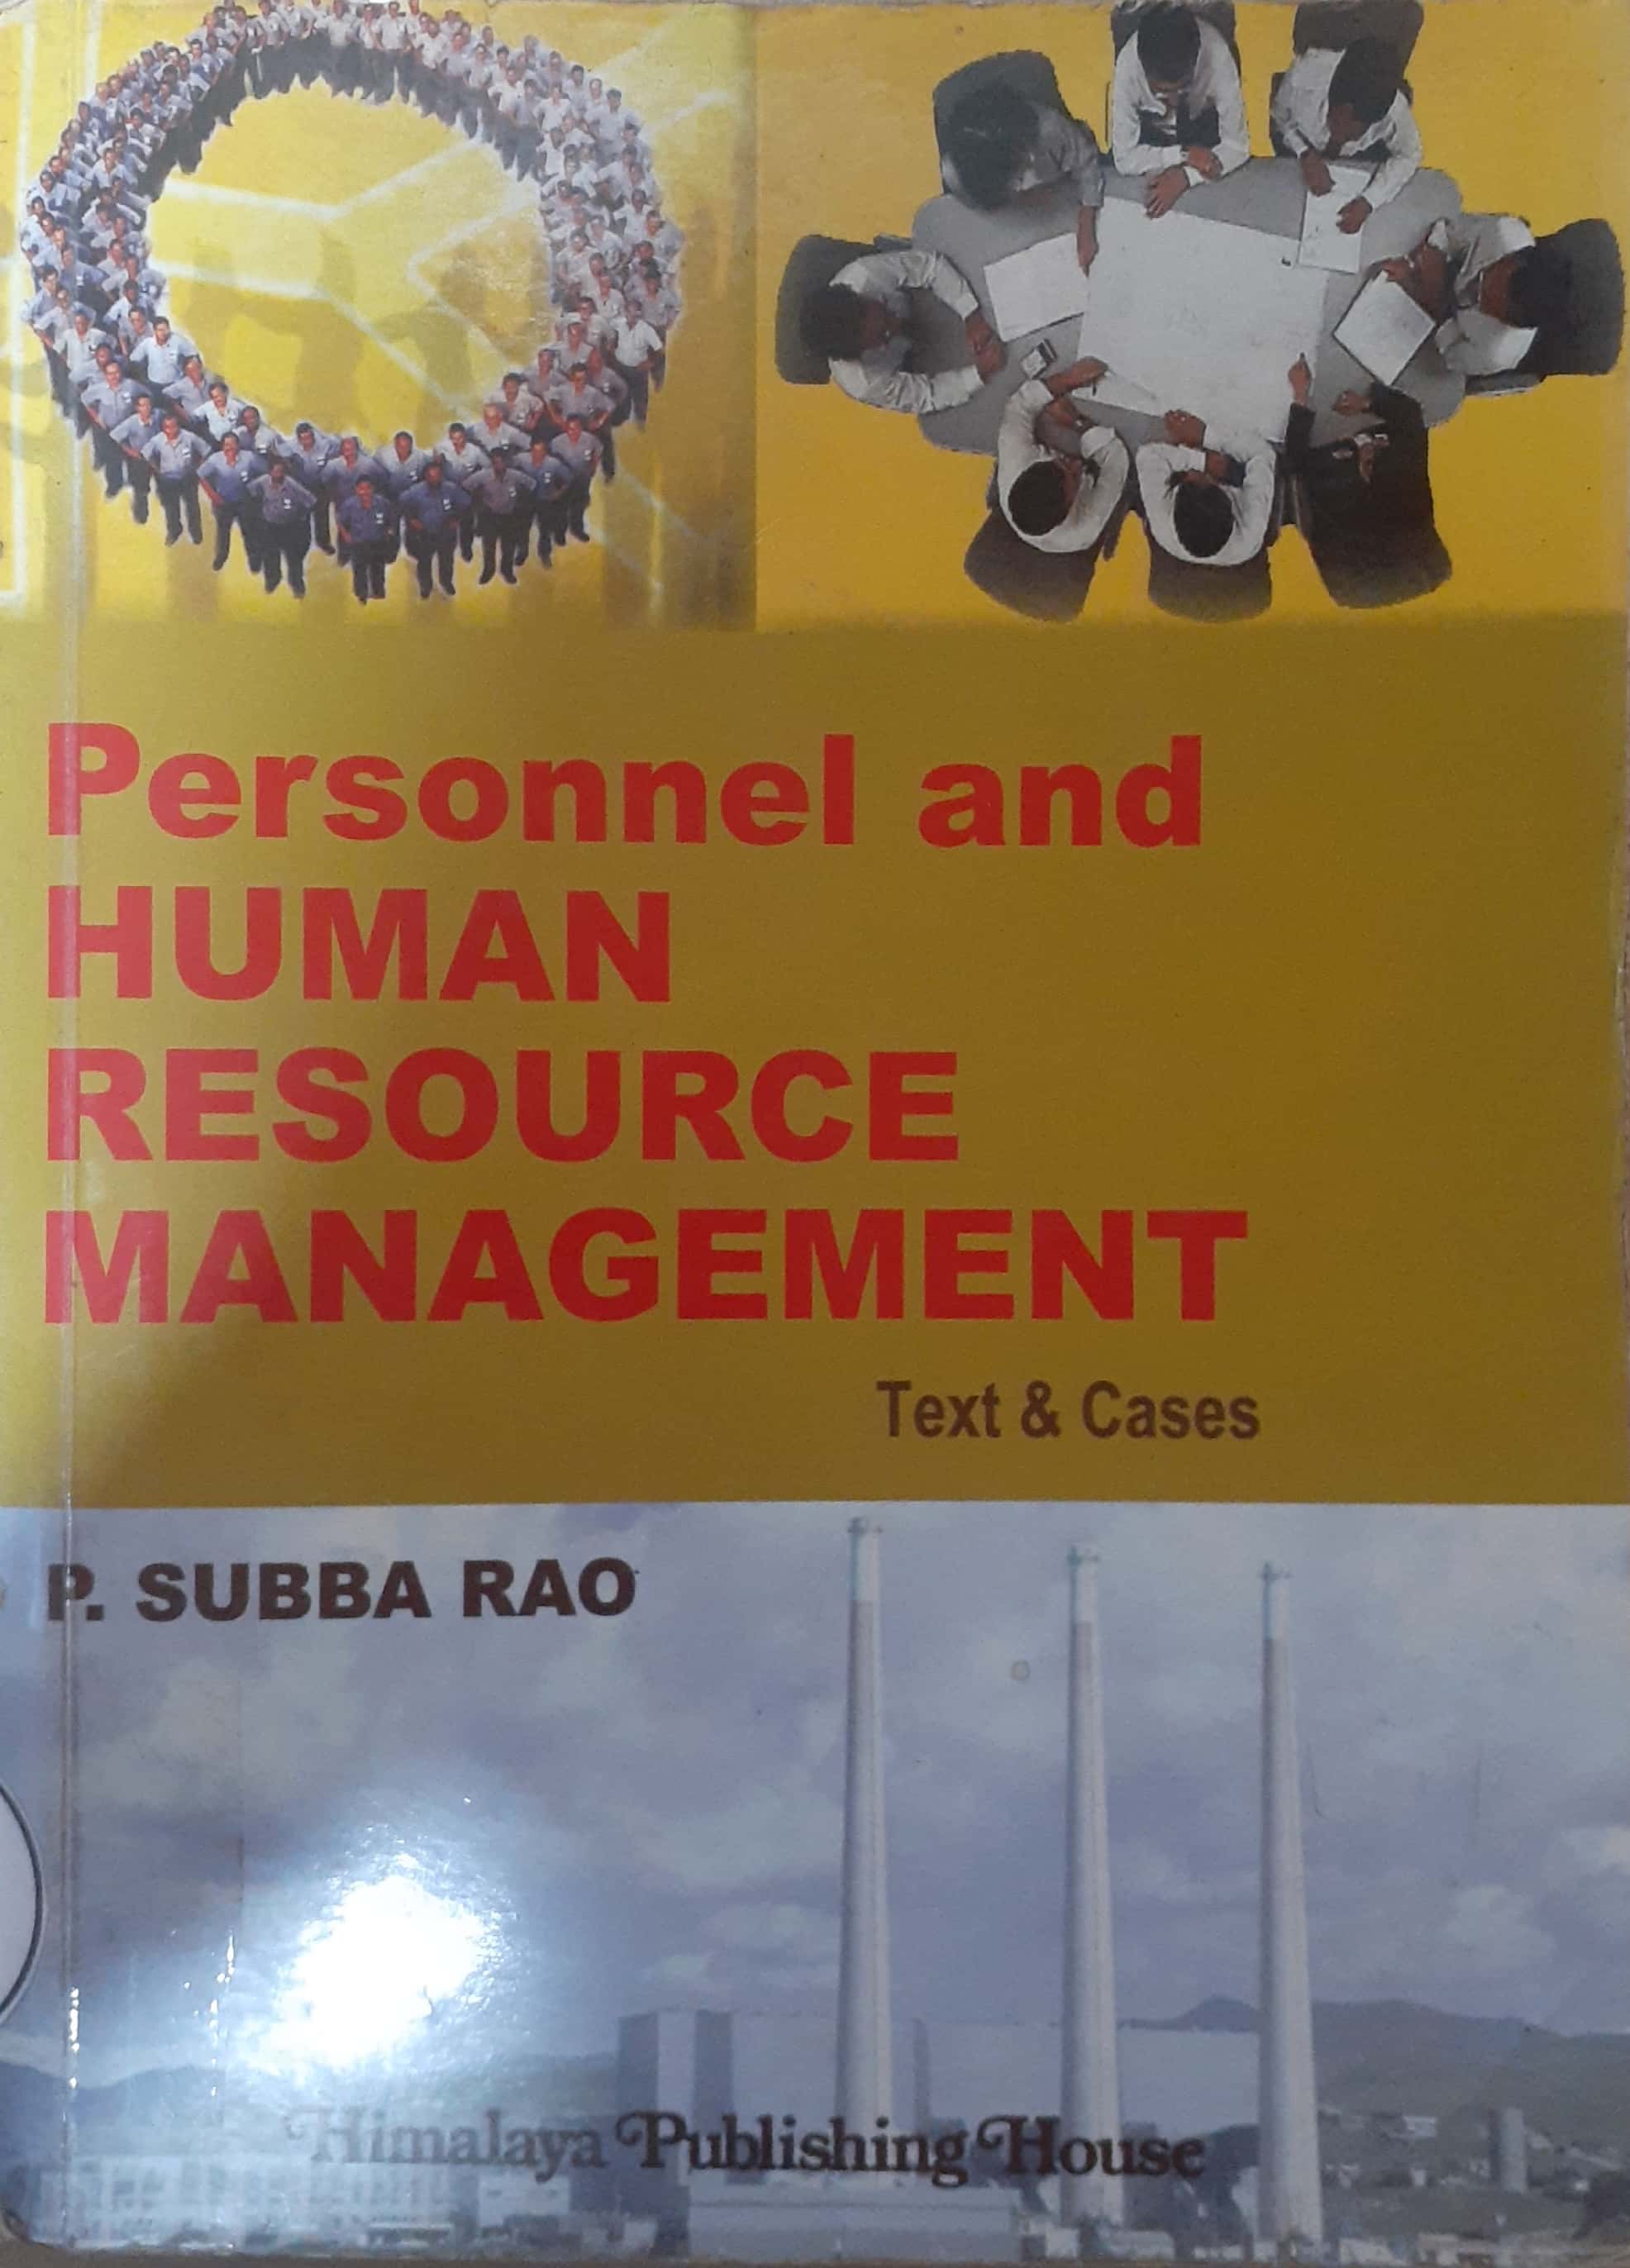 Personnel and
HUMAN
RESOURCE
MANAGEMENT
Text & Cases
P. SUBBA RAO
Himalaya Publishing House